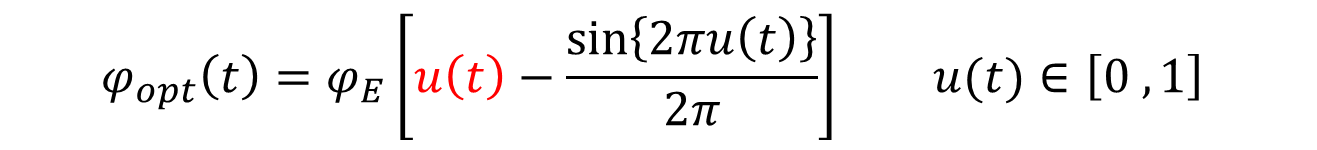 φ_opt(t) = φ_E [u(t) − sin{2πu(t)} / 2π]    u(t) ∈ [0 , 1]